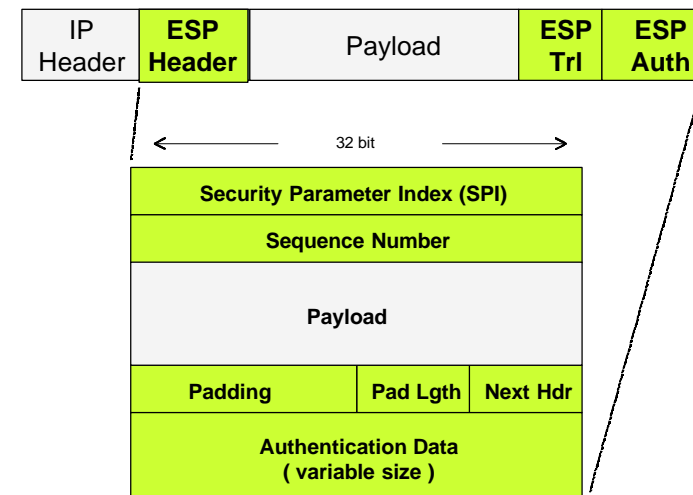 IP Header
ESP Header
Payload
ESP Trl
ESP Auth
32 bit
Security Parameter Index (SPI)
Sequence Number
Payload
Padding
Pad Lgth
Next Hdr
Authentication Data
( variable size )